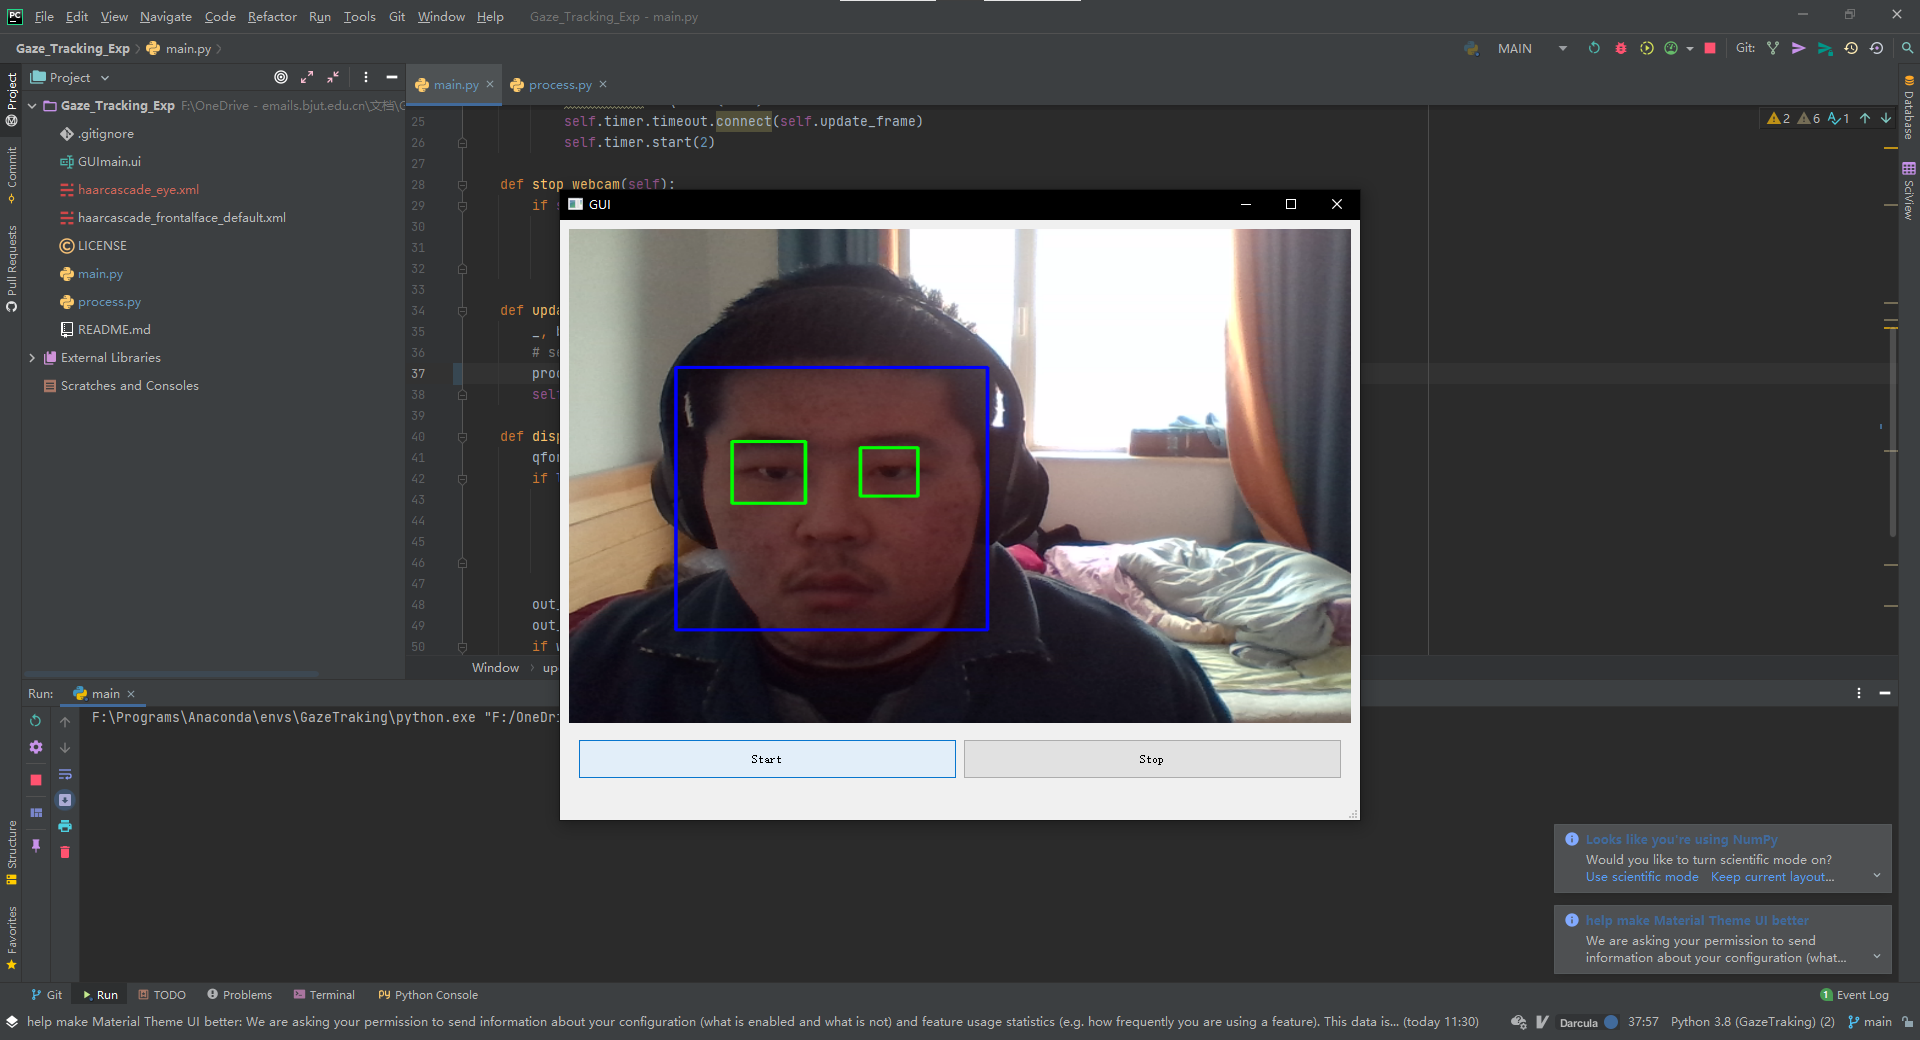 PC File Edit View Navigate Code Refactor Run Tools Git Window Help Gaze_Tracking_Exp - main.py
Gaze_Tracking_Exp main.py MAIN Git:
Project
main.py process.py
Gaze_Tracking_Exp F:\OneDrive - emails.bjut.edu.cn\文档\G
.gitignore
GUImain.ui
haarcascade_eye.xml
haarcascade_frontalface_default.xml
LICENSE
main.py
process.py
README.md
External Libraries
Scratches and Consoles
Project
Commit
Pull Requests
Structure
Favorites
Database
SciView
2 6 1
25 self.timer.timeout.connect(self.update_frame)
26 self.timer.start(2)
27
28 def stop_webcam(self):
29 if s
30
31
32
33
34 def upda
35 _, b
36 # se
37 proc
38 self
39
40 def disp
41 qfor
42 if l
43
44
45
46
47
48 out_
49 out_
50 if w
Window upd
GUI
Start
Stop
Run: main
F:\Programs\Anaconda\envs\GazeTraking\python.exe "F:/OneDri
Looks like you're using NumPy
Would you like to turn scientific mode on?
Use scientific mode Keep current layout...
help make Material Theme UI better
We are asking your permission to send
information about your configuration (what...
Git Run TODO Problems Terminal Python Console 1 Event Log
help make Material Theme UI better: We are asking your permission to send information about your configuration (what is enabled and what is not) and feature usage statistics (e.g. how frequently you are using a feature). This data is... (today 11:30) Darcula 37:57 Python 3.8 (GazeTraking) (2) main